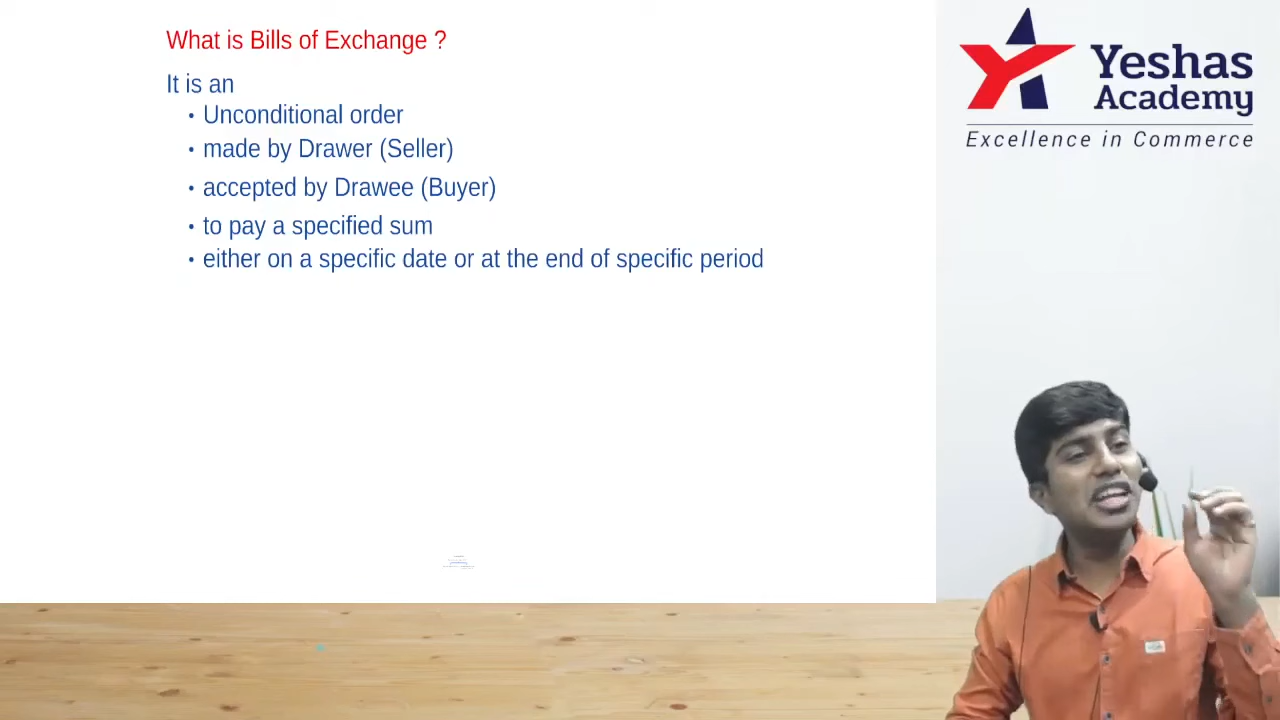 What is Bills of Exchange ?
It is an
• Unconditional order
• made by Drawer (Seller)
• accepted by Drawee (Buyer)
• to pay a specified sum
• either on a specific date or at the end of specific period
Yeshas
Academy
Excellence in Commerce